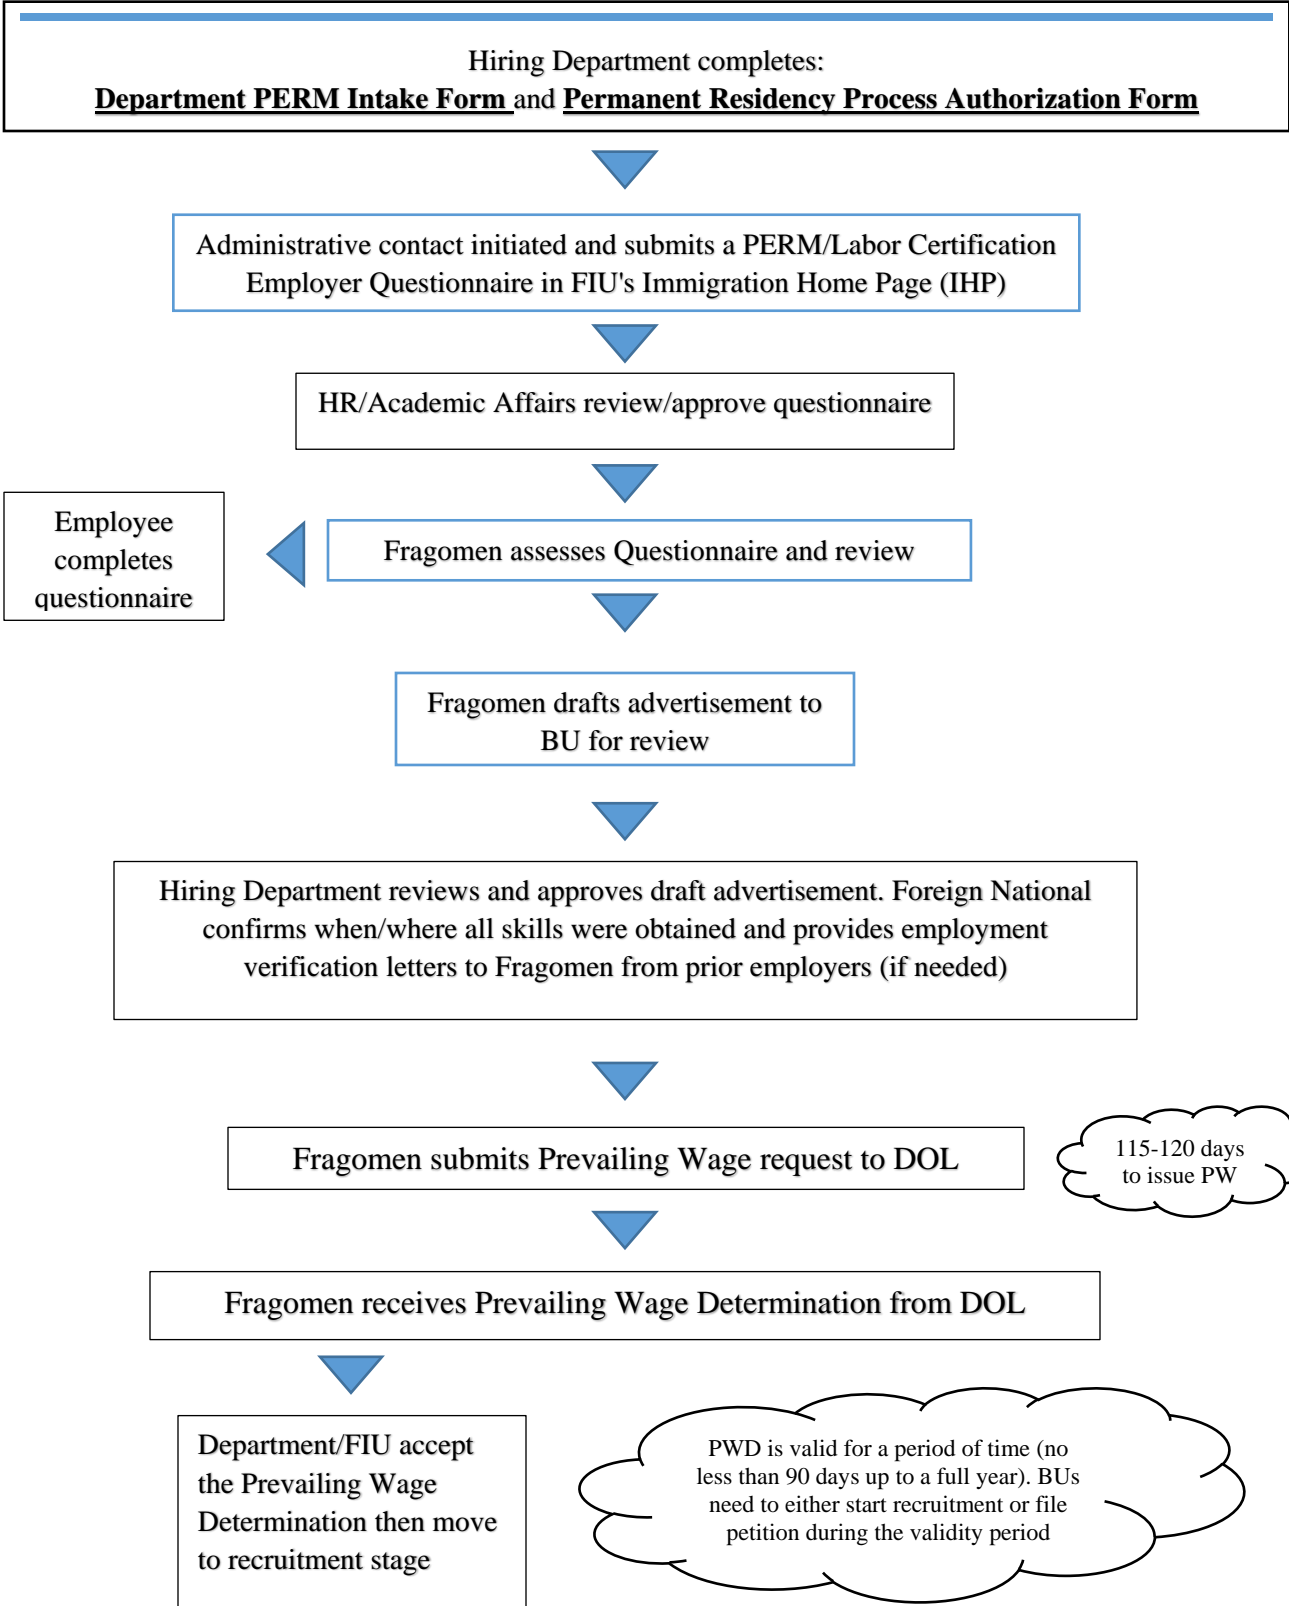 Hiring Department completes:
Department PERM Intake Form and Permanent Residency Process Authorization Form
Administrative contact initiated and submits a PERM/Labor Certification
Employer Questionnaire in FIU's Immigration Home Page (IHP)
HR/Academic Affairs review/approve questionnaire
Employee
completes
questionnaire
Fragomen assesses Questionnaire and review
Fragomen drafts advertisement to
BU for review
Hiring Department reviews and approves draft advertisement. Foreign National
confirms when/where all skills were obtained and provides employment
verification letters to Fragomen from prior employers (if needed)
Fragomen submits Prevailing Wage request to DOL
115-120 days
to issue PW
Fragomen receives Prevailing Wage Determination from DOL
Department/FIU accept
the Prevailing Wage
Determination then move
to recruitment stage
PWD is valid for a period of time (no
less than 90 days up to a full year). BUs
need to either start recruitment or file
petition during the validity period